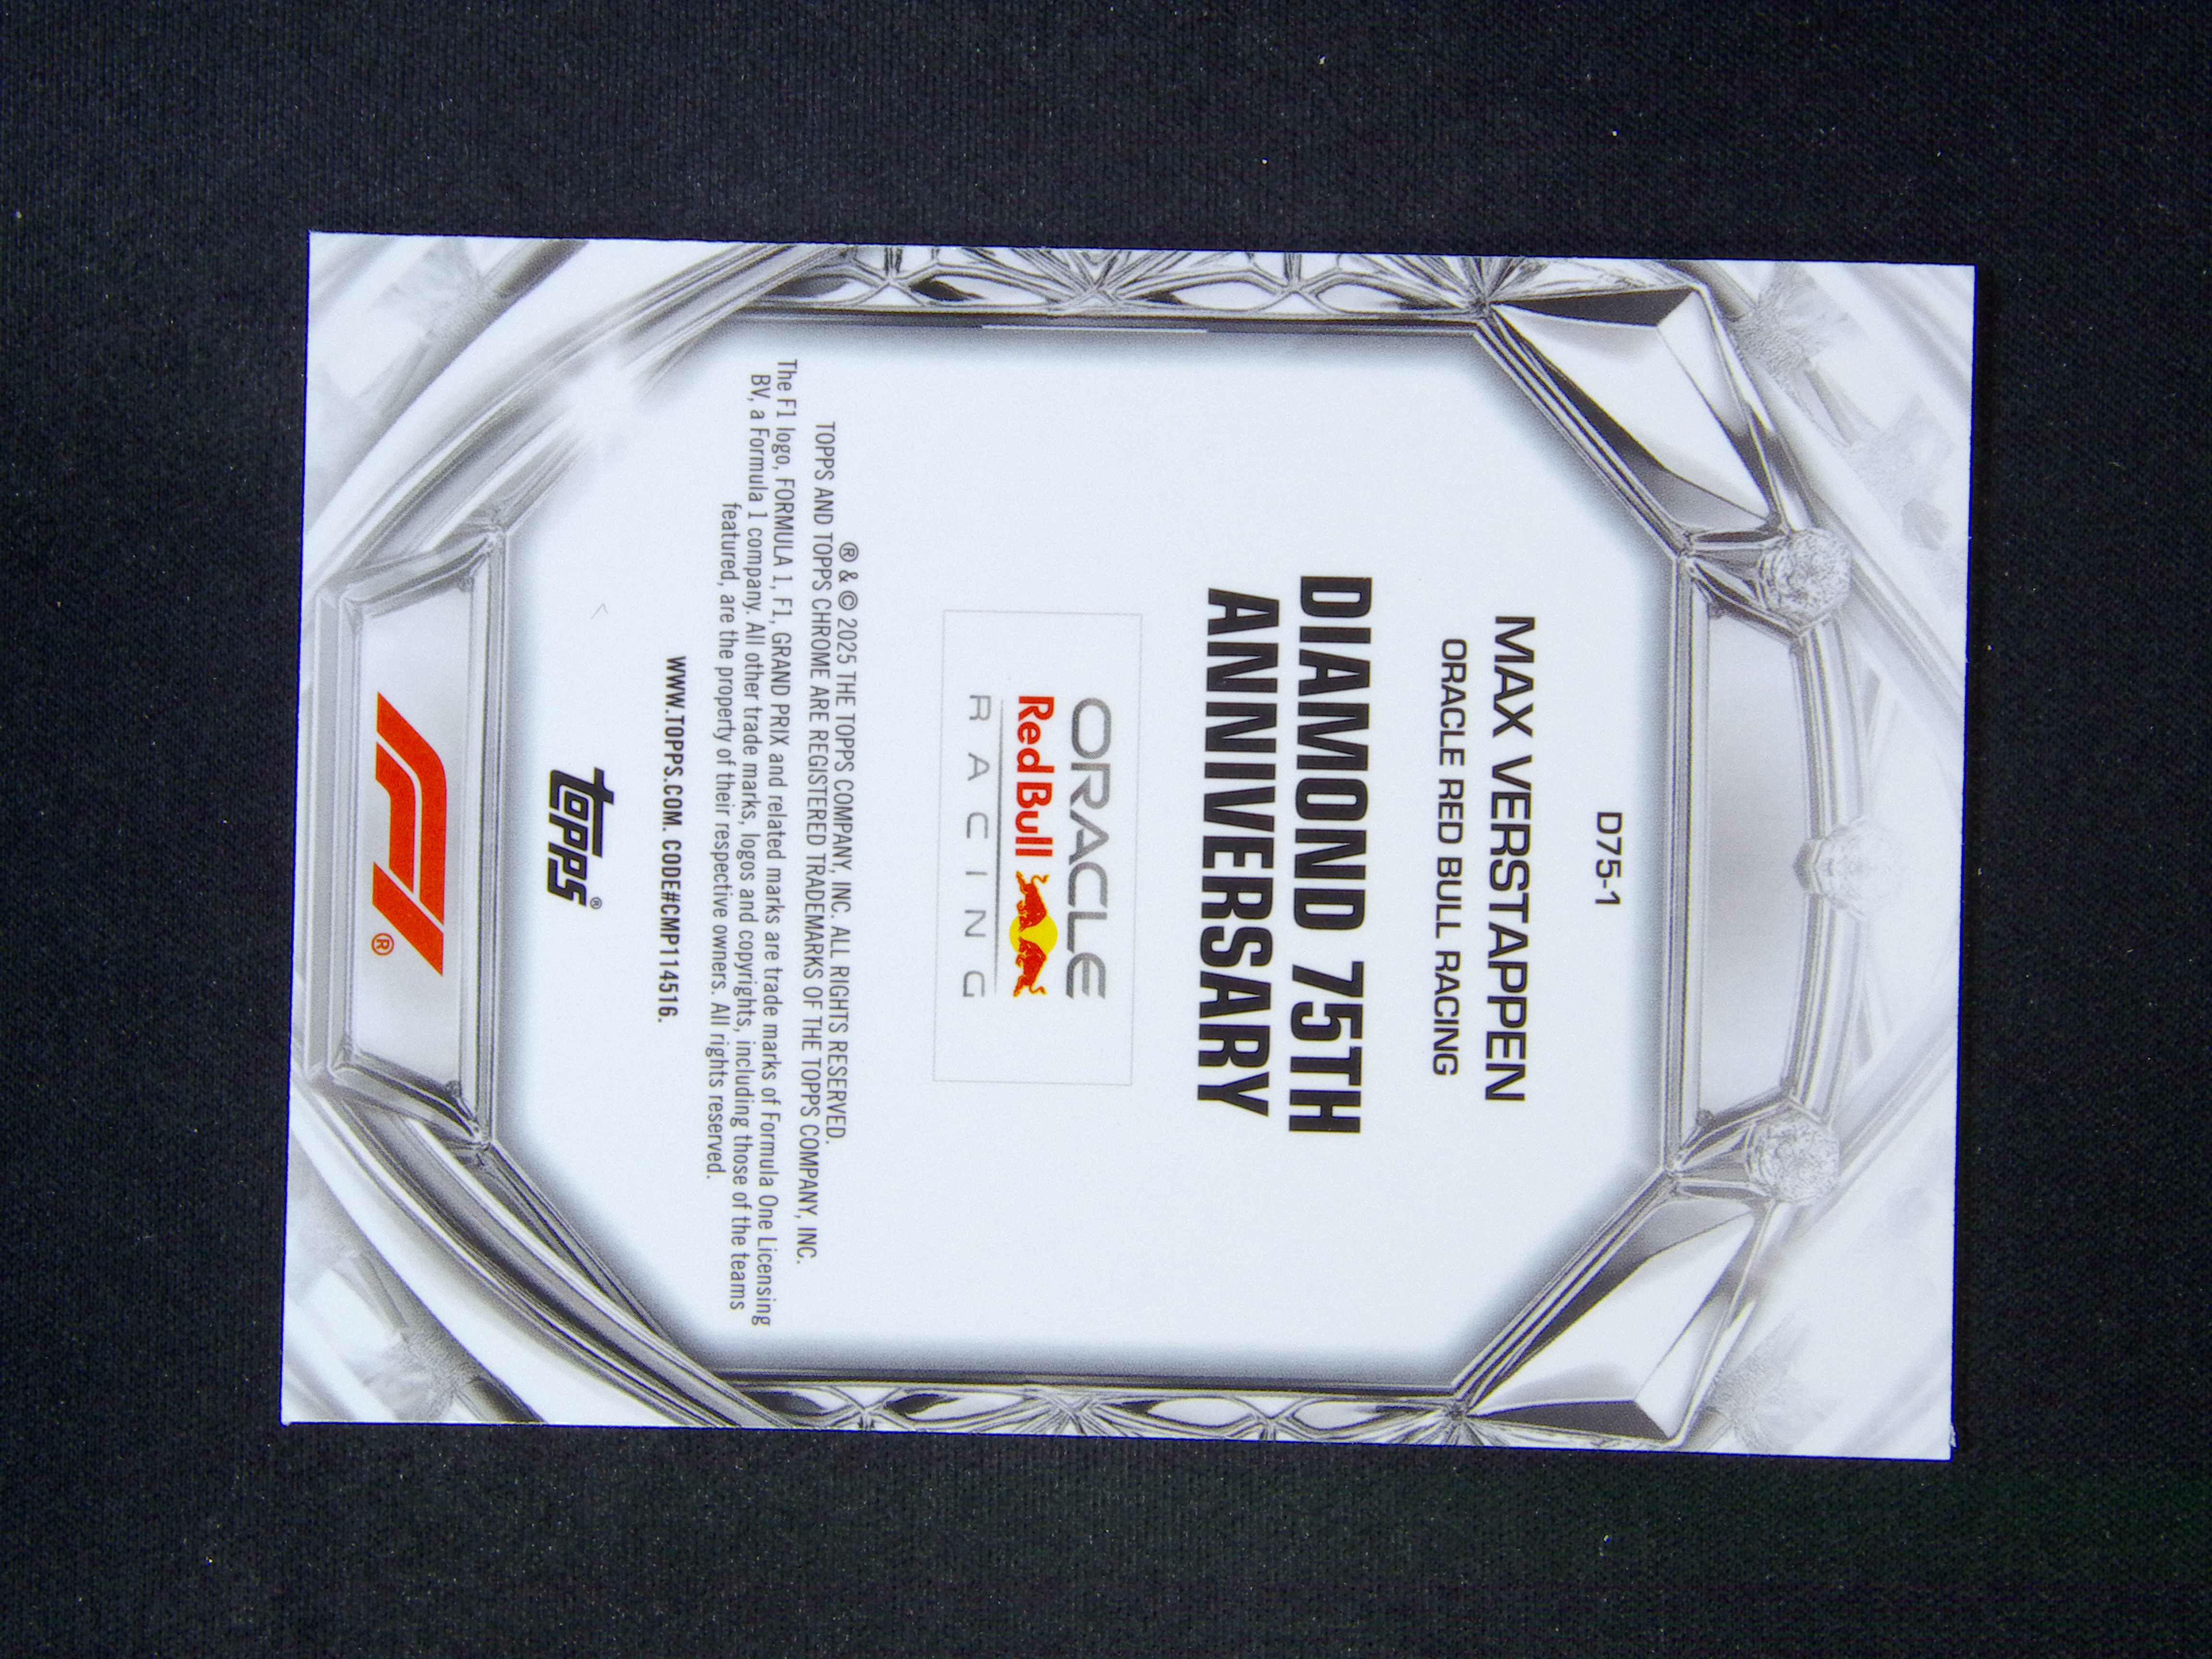 D75-1
MAX VERSTAPPEN
ORACLE RED BULL RACING
DIAMOND 75TH
ANNIVERSARY
ORACLE
Red Bull
RACING
® & © 2025 THE TOPPS COMPANY, INC. ALL RIGHTS RESERVED.
TOPPS AND TOPPS CHROME ARE REGISTERED TRADEMARKS OF THE TOPPS COMPANY, INC.
The F1 logo, FORMULA 1, F1, GRAND PRIX and related marks are trade marks of Formula One Licensing
BV, a Formula 1 company. All other trade marks, logos and copyrights, including those of the teams
featured, are the property of their respective owners. All rights reserved.
WWW.TOPPS.COM. CODE#CMP114516.
topps®
F1®